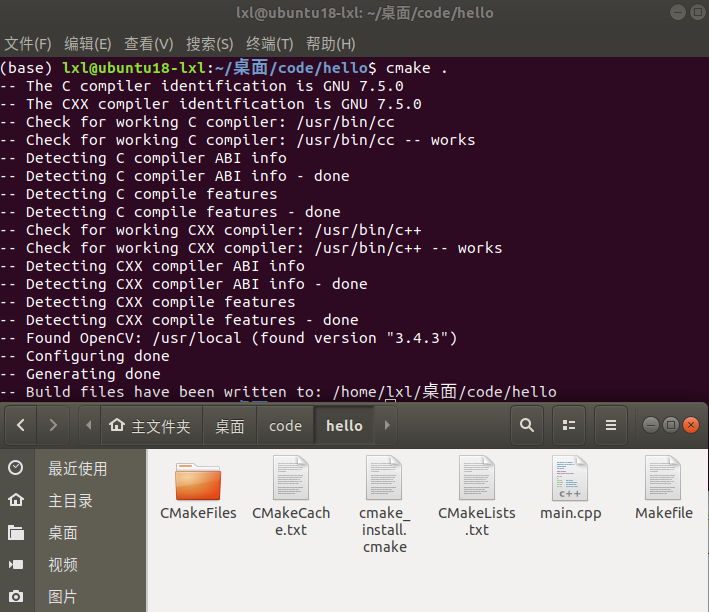 lxl@ubuntu18-lxl: ~/桌面/code/hello
文件(F) 编辑(E) 查看(V) 搜索(S) 终端(T) 帮助(H)
(base) lxl@ubuntu18-lxl:~/桌面/code/hello$ cmake .
-- The C compiler identification is GNU 7.5.0
-- The CXX compiler identification is GNU 7.5.0
-- Check for working C compiler: /usr/bin/cc
-- Check for working C compiler: /usr/bin/cc -- works
-- Detecting C compiler ABI info
-- Detecting C compiler ABI info - done
-- Detecting C compile features
-- Detecting C compile features - done
-- Check for working CXX compiler: /usr/bin/c++
-- Check for working CXX compiler: /usr/bin/c++ -- works
-- Detecting CXX compiler ABI info
-- Detecting CXX compiler ABI info - done
-- Detecting CXX compile features
-- Detecting CXX compile features - done
-- Found OpenCV: /usr/local (found version "3.4.3")
-- Configuring done
-- Generating done
-- Build files have been written to: /home/lxl/桌面/code/hello
主文件夹 桌面 code hello
最近使用
主目录
桌面
视频
图片
CMakeFiles
CMakeCach
e.txt
cmake_
install.
cmake
CMakeLists
.txt
c++
main.cpp
Makefile